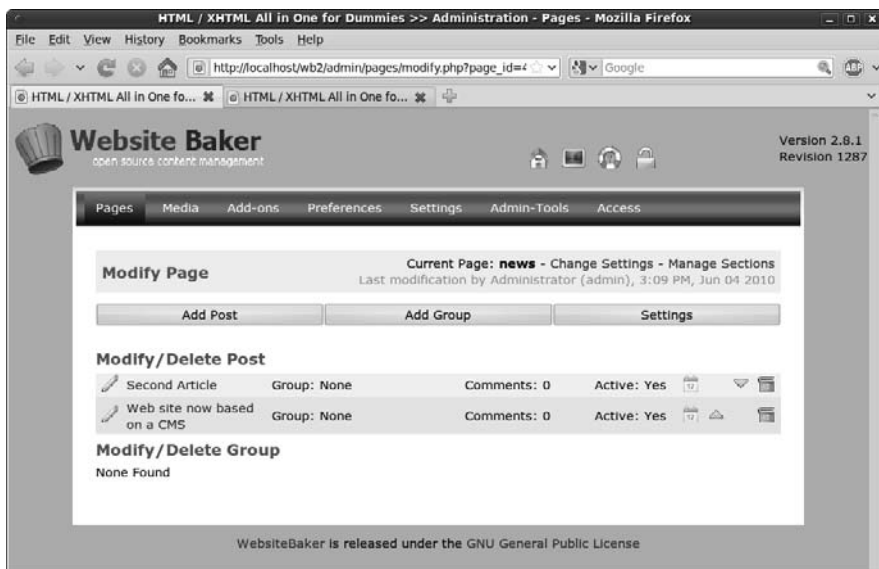 HTML / XHTML All in One for Dummies >> Administration - Pages - Mozilla Firefox
File Edit View History Bookmarks Tools Help
http://localhost/wb2/admin/pages/modify.php?page_id=4 Google ABP
HTML / XHTML All in One fo... HTML / XHTML All in One fo...
Website Baker
open source content management
Version 2.8.1
Revision 1287
Pages Media Add-ons Preferences Settings Admin-Tools Access
Modify Page
Current Page: news - Change Settings - Manage Sections
Last modification by Administrator (admin), 3:09 PM, Jun 04 2010
Add Post Add Group Settings
Modify/Delete Post
Second Article Group: None Comments: 0 Active: Yes 12
Web site now based
on a CMS Group: None Comments: 0 Active: Yes 12
Modify/Delete Group
None Found
WebsiteBaker is released under the GNU General Public License